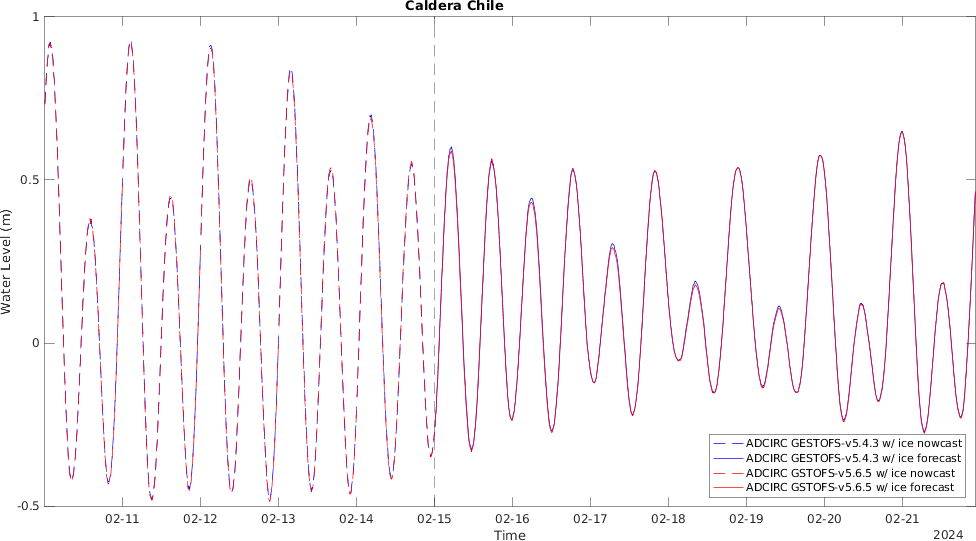 Caldera Chile
1
0.5
0
-0.5
Water Level (m)
02-11 02-12 02-13 02-14 02-15 02-16 02-17 02-18 02-19 02-20 02-21
Time
2024
ADCIRC GESTOFS-v5.4.3 w/ ice nowcast
ADCIRC GESTOFS-v5.4.3 w/ ice forecast
ADCIRC GSTOFS-v5.6.5 w/ ice nowcast
ADCIRC GSTOFS-v5.6.5 w/ ice forecast